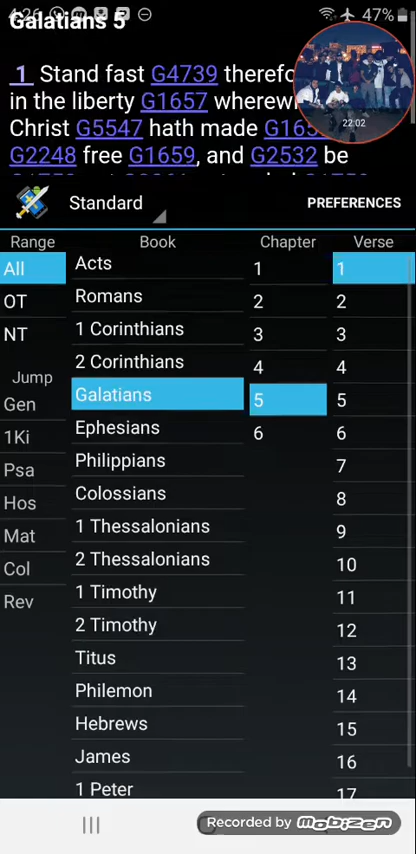 4:26 47%
Galatians 5
1 Stand fast G4739
in the liberty G1657
Christ G5547 hath made
G2248 free G1659, and G2532 be
22:02
Standard PREFERENCES
Range Book Chapter Verse
All Acts 1 1
OT Romans 2 2
NT 1 Corinthians 3 3
2 Corinthians 4 4
Jump Galatians 5 5
Gen Ephesians 6 6
1Ki Philippians 7
Psa Colossians 8
Hos 1 Thessalonians 9
Mat 2 Thessalonians 10
Col 1 Timothy 11
Rev 2 Timothy 12
Titus 13
Philemon 14
Hebrews 15
James 16
1 Peter 17
Recorded by mobizen